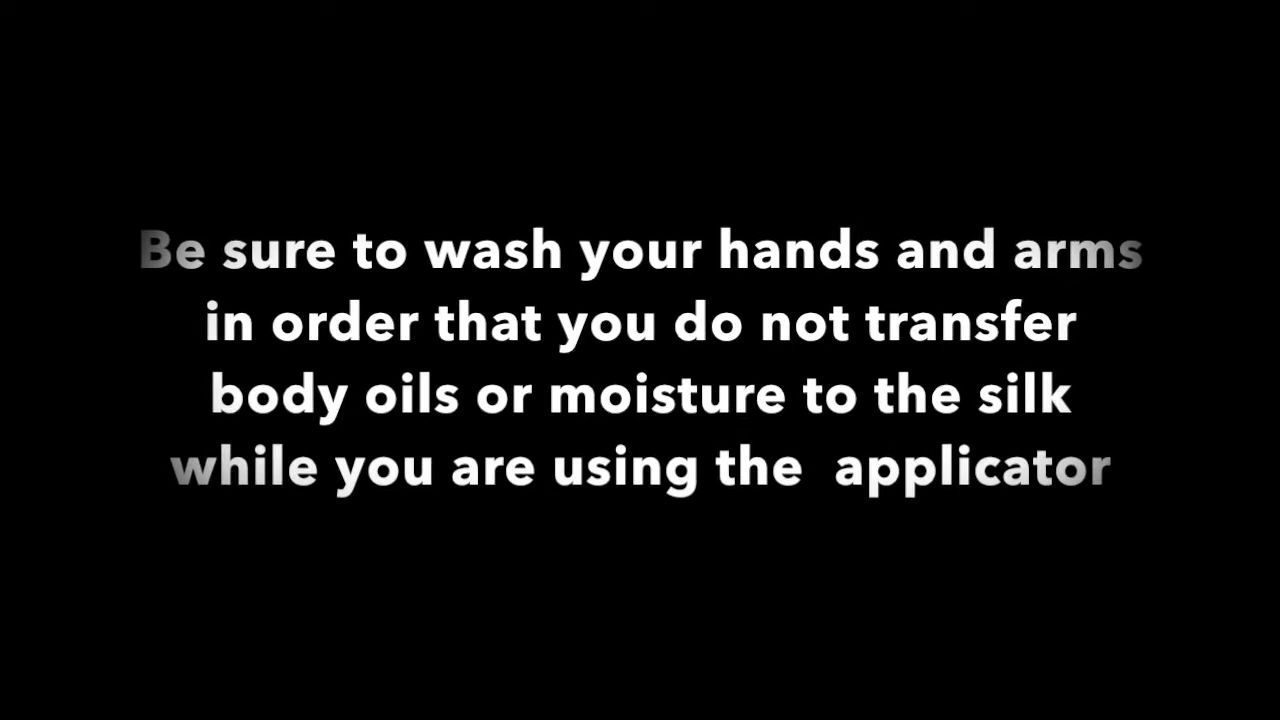 Be sure to wash your hands and arms
in order that you do not transfer
body oils or moisture to the silk
while you are using the  applicator